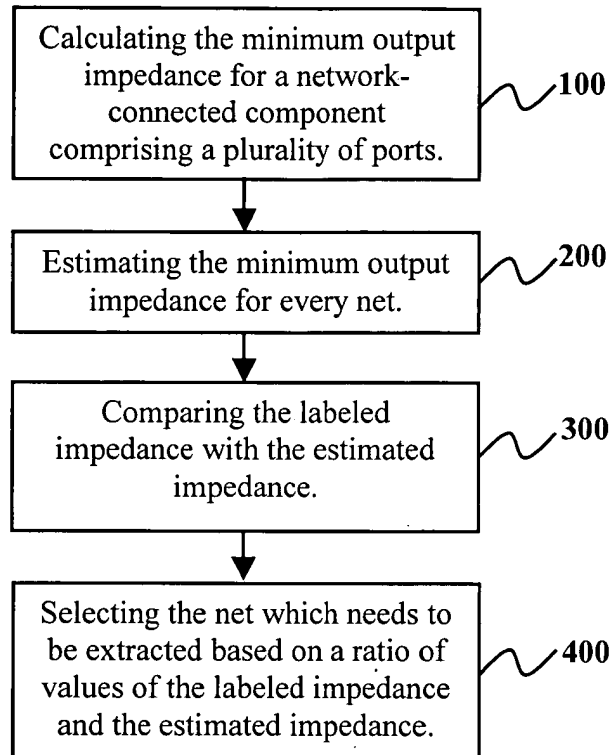 Calculating the minimum output
impedance for a network-
connected component
comprising a plurality of ports.
100
Estimating the minimum output
impedance for every net.
200
Comparing the labeled
impedance with the estimated
impedance.
300
Selecting the net which needs to
be extracted based on a ratio of
values of the labeled impedance
and the estimated impedance.
400